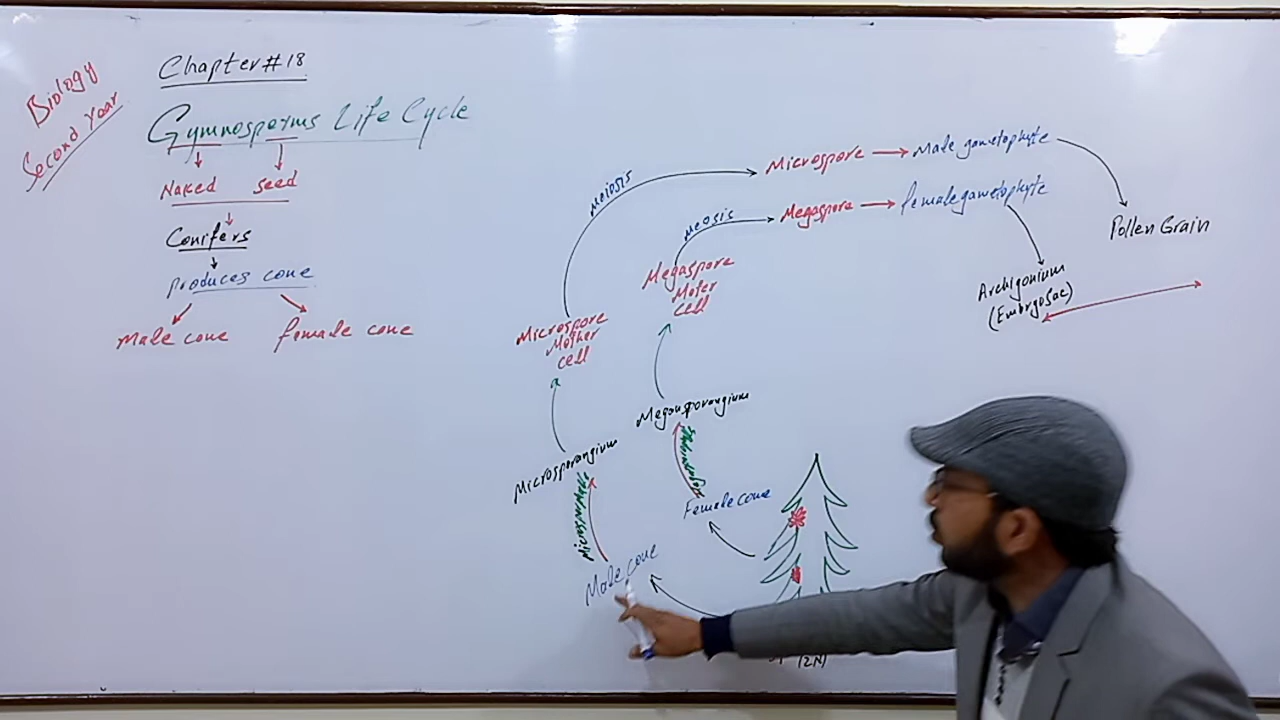 Biology
Second Year
Chapter # 18
Gymnosperms Life Cycle
Naked seed
Conifers
produces cone
Male cone female cone
meiosis
Microspore Male gametophyte
Pollen Grain
meosis
Megaspore female gametophyte
Archigonium
(Embryosac)
Megaspore
Moter
cell
Microspore
Mother
cell
Megasporangium
Microsporangium
Female cone
Male cone
(2N)